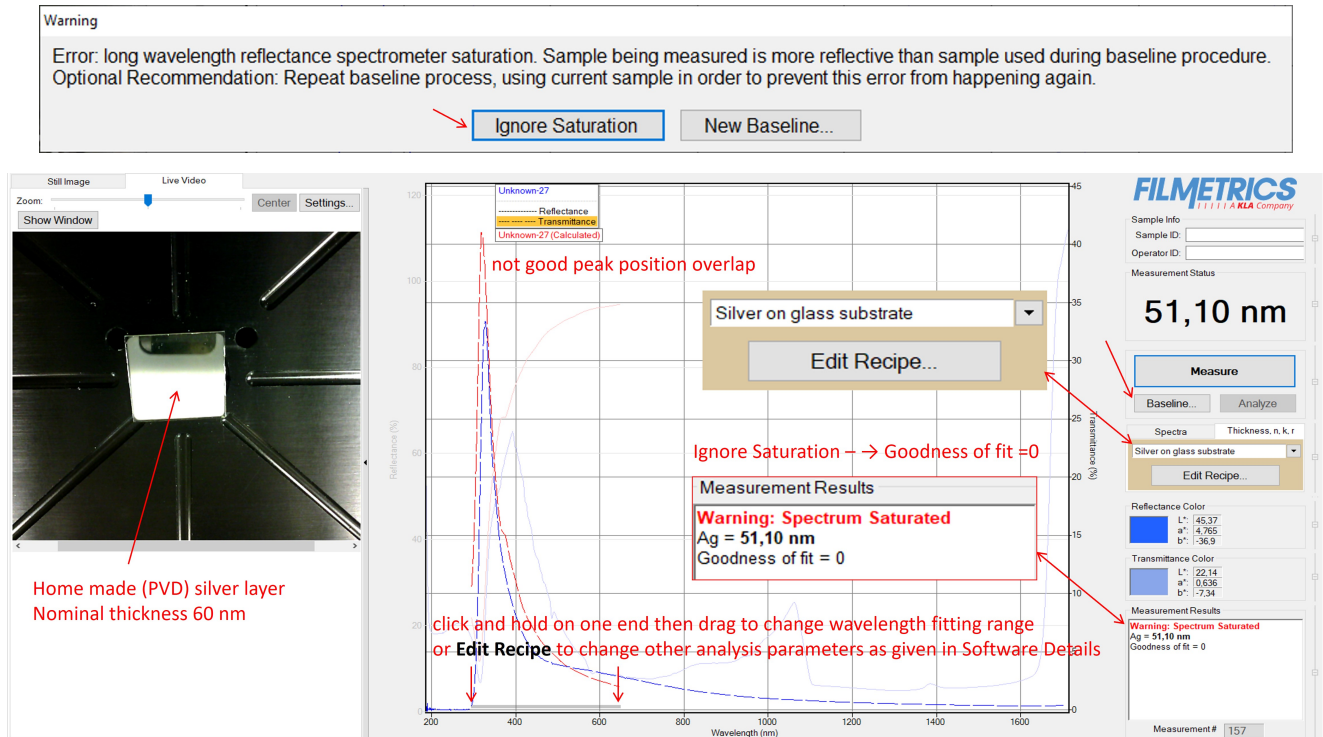 Warning
Error: long wavelength reflectance spectrometer saturation. Sample being measured is more reflective than sample used during baseline procedure.
Optional Recommendation: Repeat baseline process, using current sample in order to prevent this error from happening again.
Ignore Saturation
New Baseline...
Still Image
Live Video
Zoom:
Center
Settings...
Show Window
Home made (PVD) silver layer
Nominal thickness 60 nm
Unknown-27
Reflectance
Transmittance
Unknown-27 (Calculated)
not good peak position overlap
Silver on glass substrate
Edit Recipe...
Ignore Saturation – → Goodness of fit =0
Measurement Results
Warning: Spectrum Saturated
Ag = 51,10 nm
Goodness of fit = 0
click and hold on one end then drag to change wavelength fitting range
or Edit Recipe to change other analysis parameters as given in Software Details
120
100
80
60
40
20
0
Reflectance (%)
45
40
35
30
25
20
15
10
5
0
Transmittance (%)
200
400
600
800
1000
1200
1400
1600
Wavelength (nm)
FILMETRICS
A KLA Company
Sample Info
Sample ID:
Operator ID:
Measurement Status
51,10 nm
Measure
Baseline...
Analyze
Spectra
Thickness, n, k, r
Silver on glass substrate
Edit Recipe...
Reflectance Color
L*: 45,37
a*: 4,765
b*: -36,9
Transmittance Color
L*: 22,14
a*: 0,636
b*: -7,34
Measurement Results
Warning: Spectrum Saturated
Ag = 51,10 nm
Goodness of fit = 0
Measurement # 157